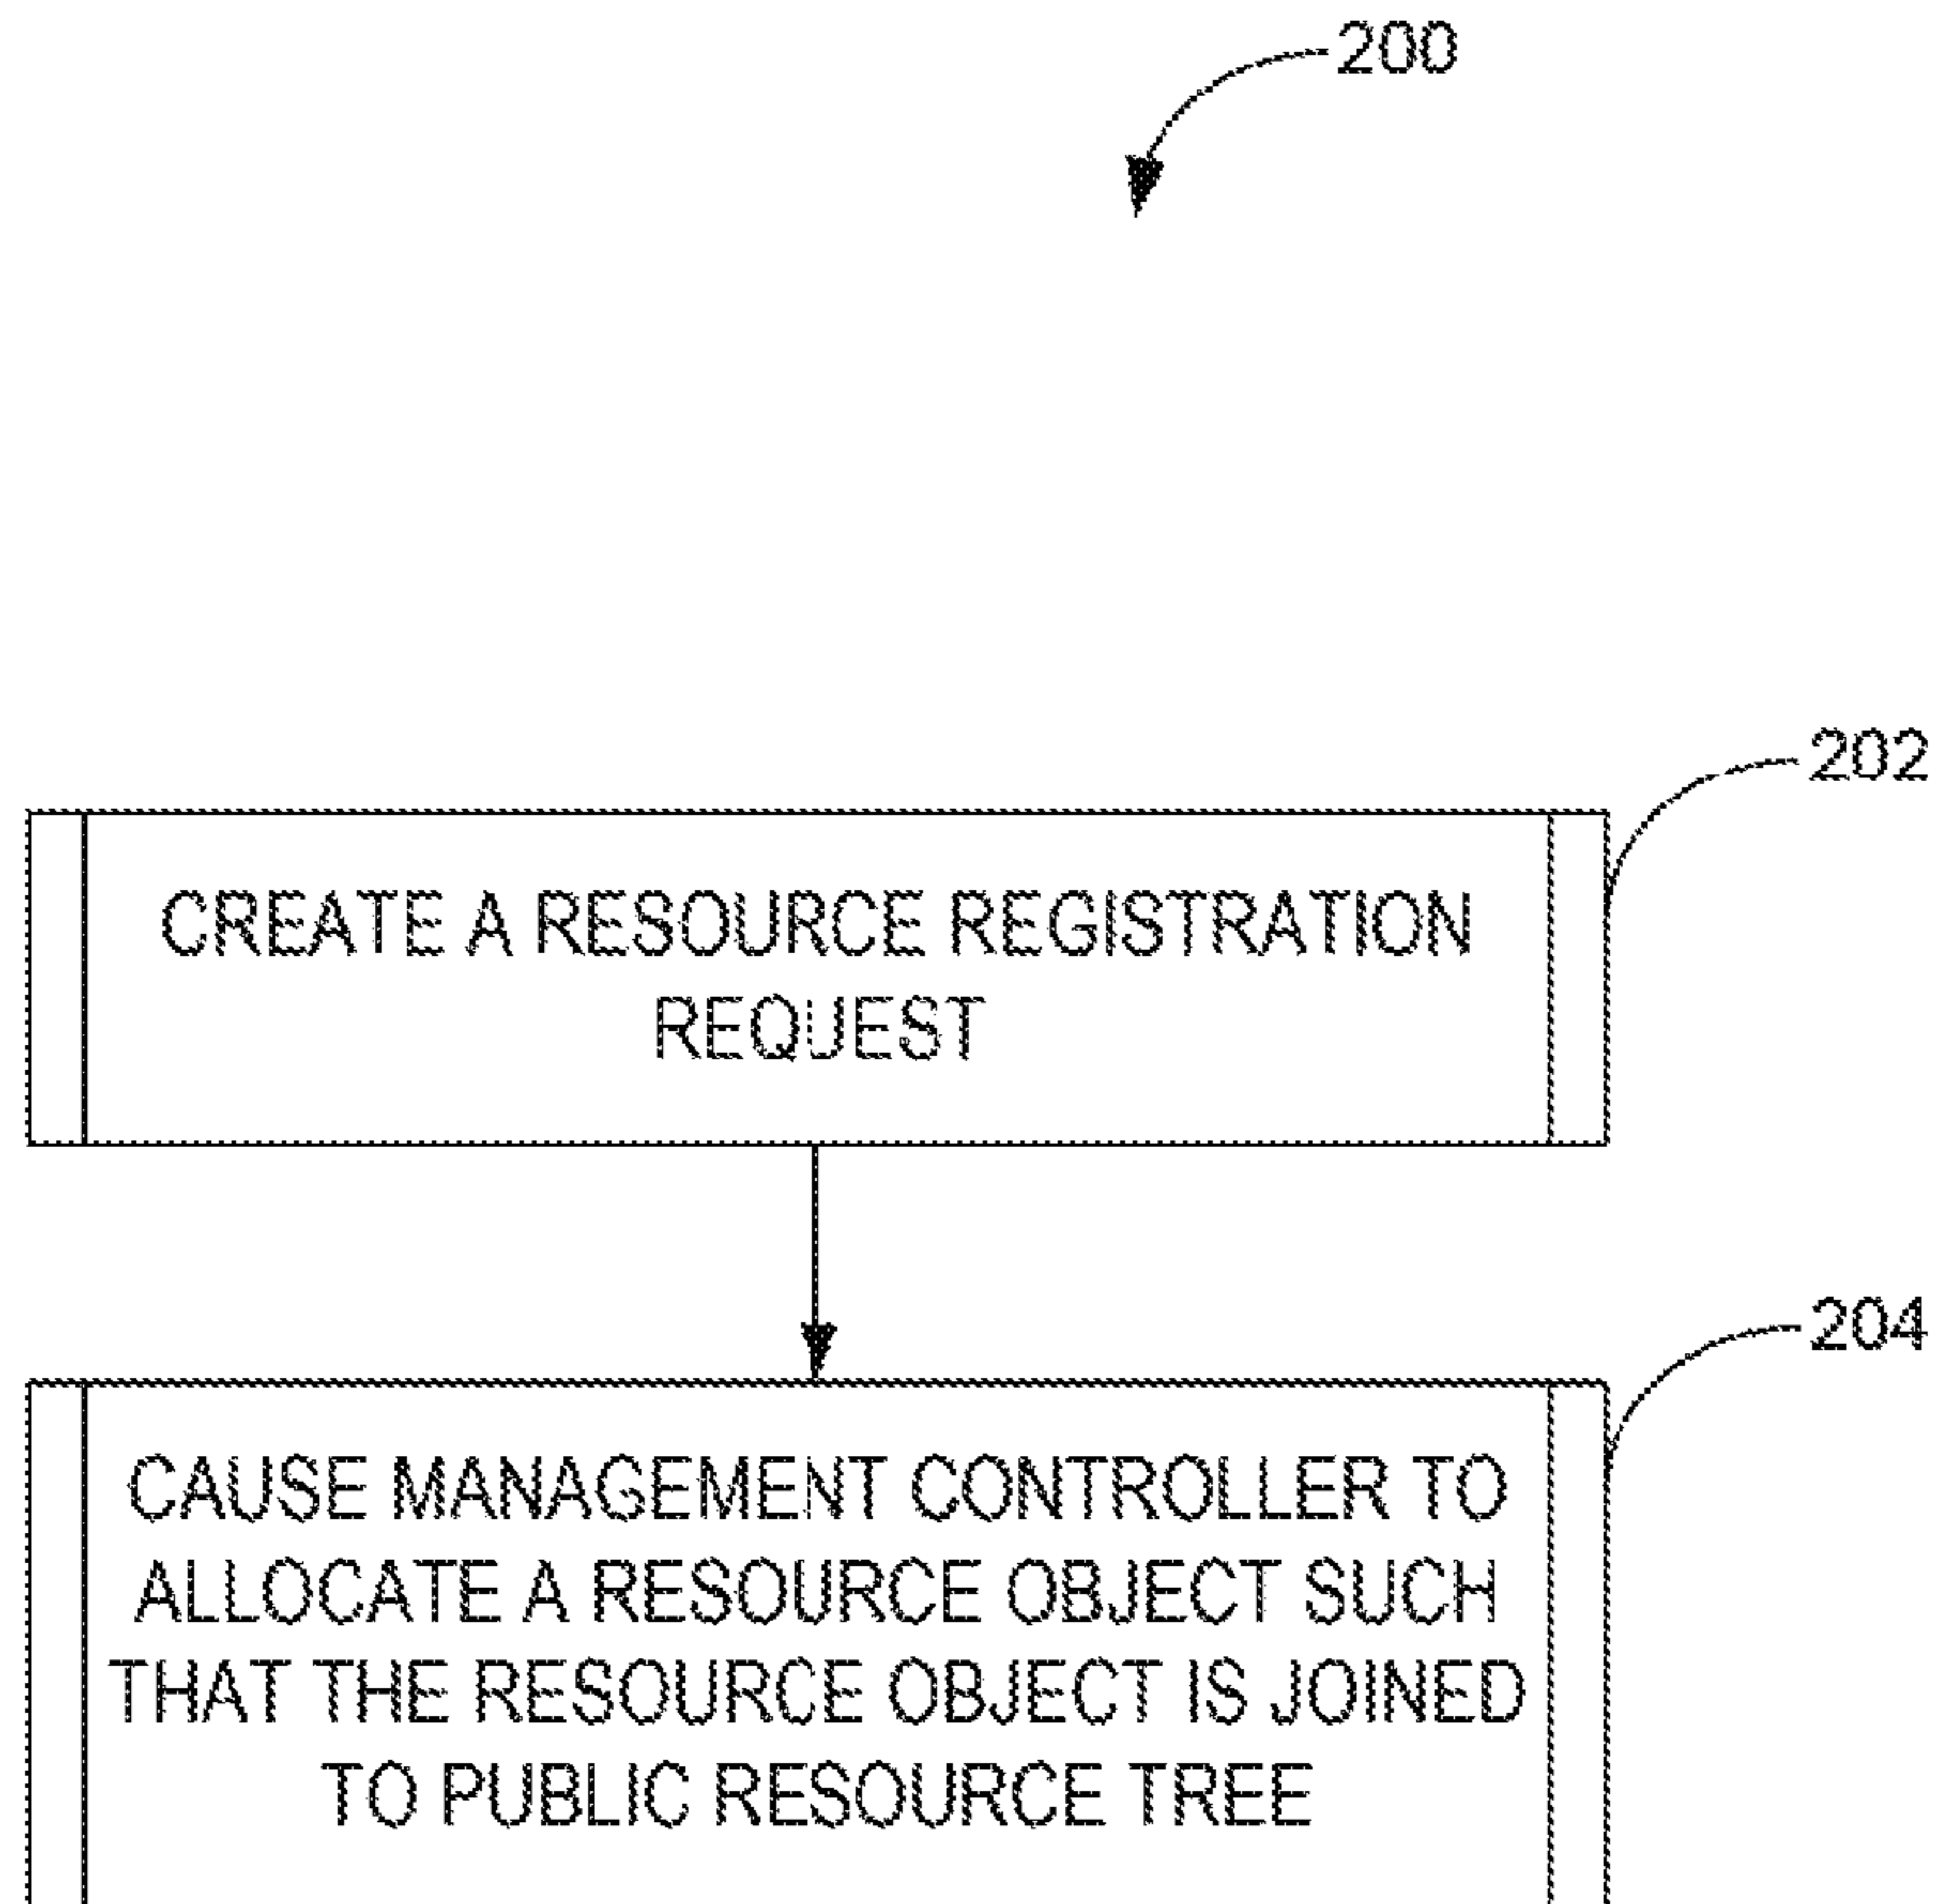 200
202
CREATE A RESOURCE REGISTRATION
REQUEST
204
CAUSE MANAGEMENT CONTROLLER TO
ALLOCATE A RESOURCE OBJECT SUCH
THAT THE RESOURCE OBJECT IS JOINED
TO PUBLIC RESOURCE TREE